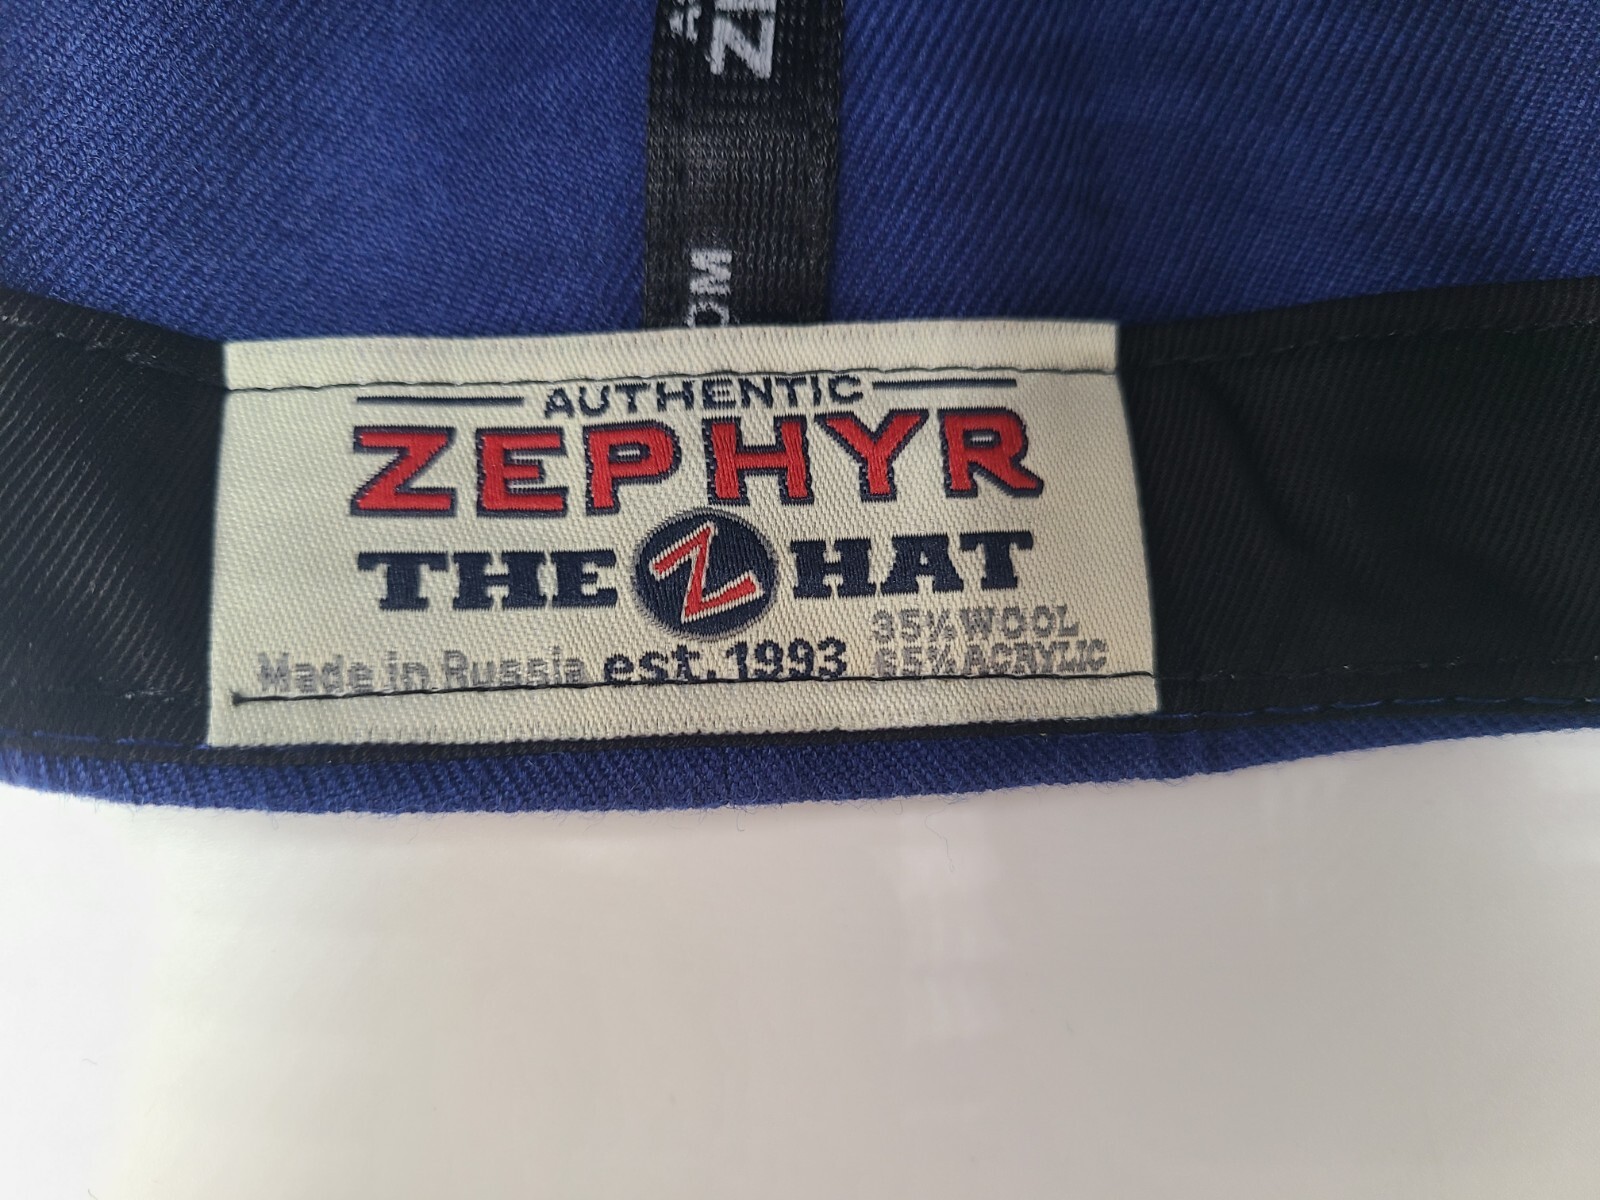 AUTHENTIC
ZEPHYR
THE Z HAT
35% WOOL
Made in Russia est. 1993 65% ACRYLIC